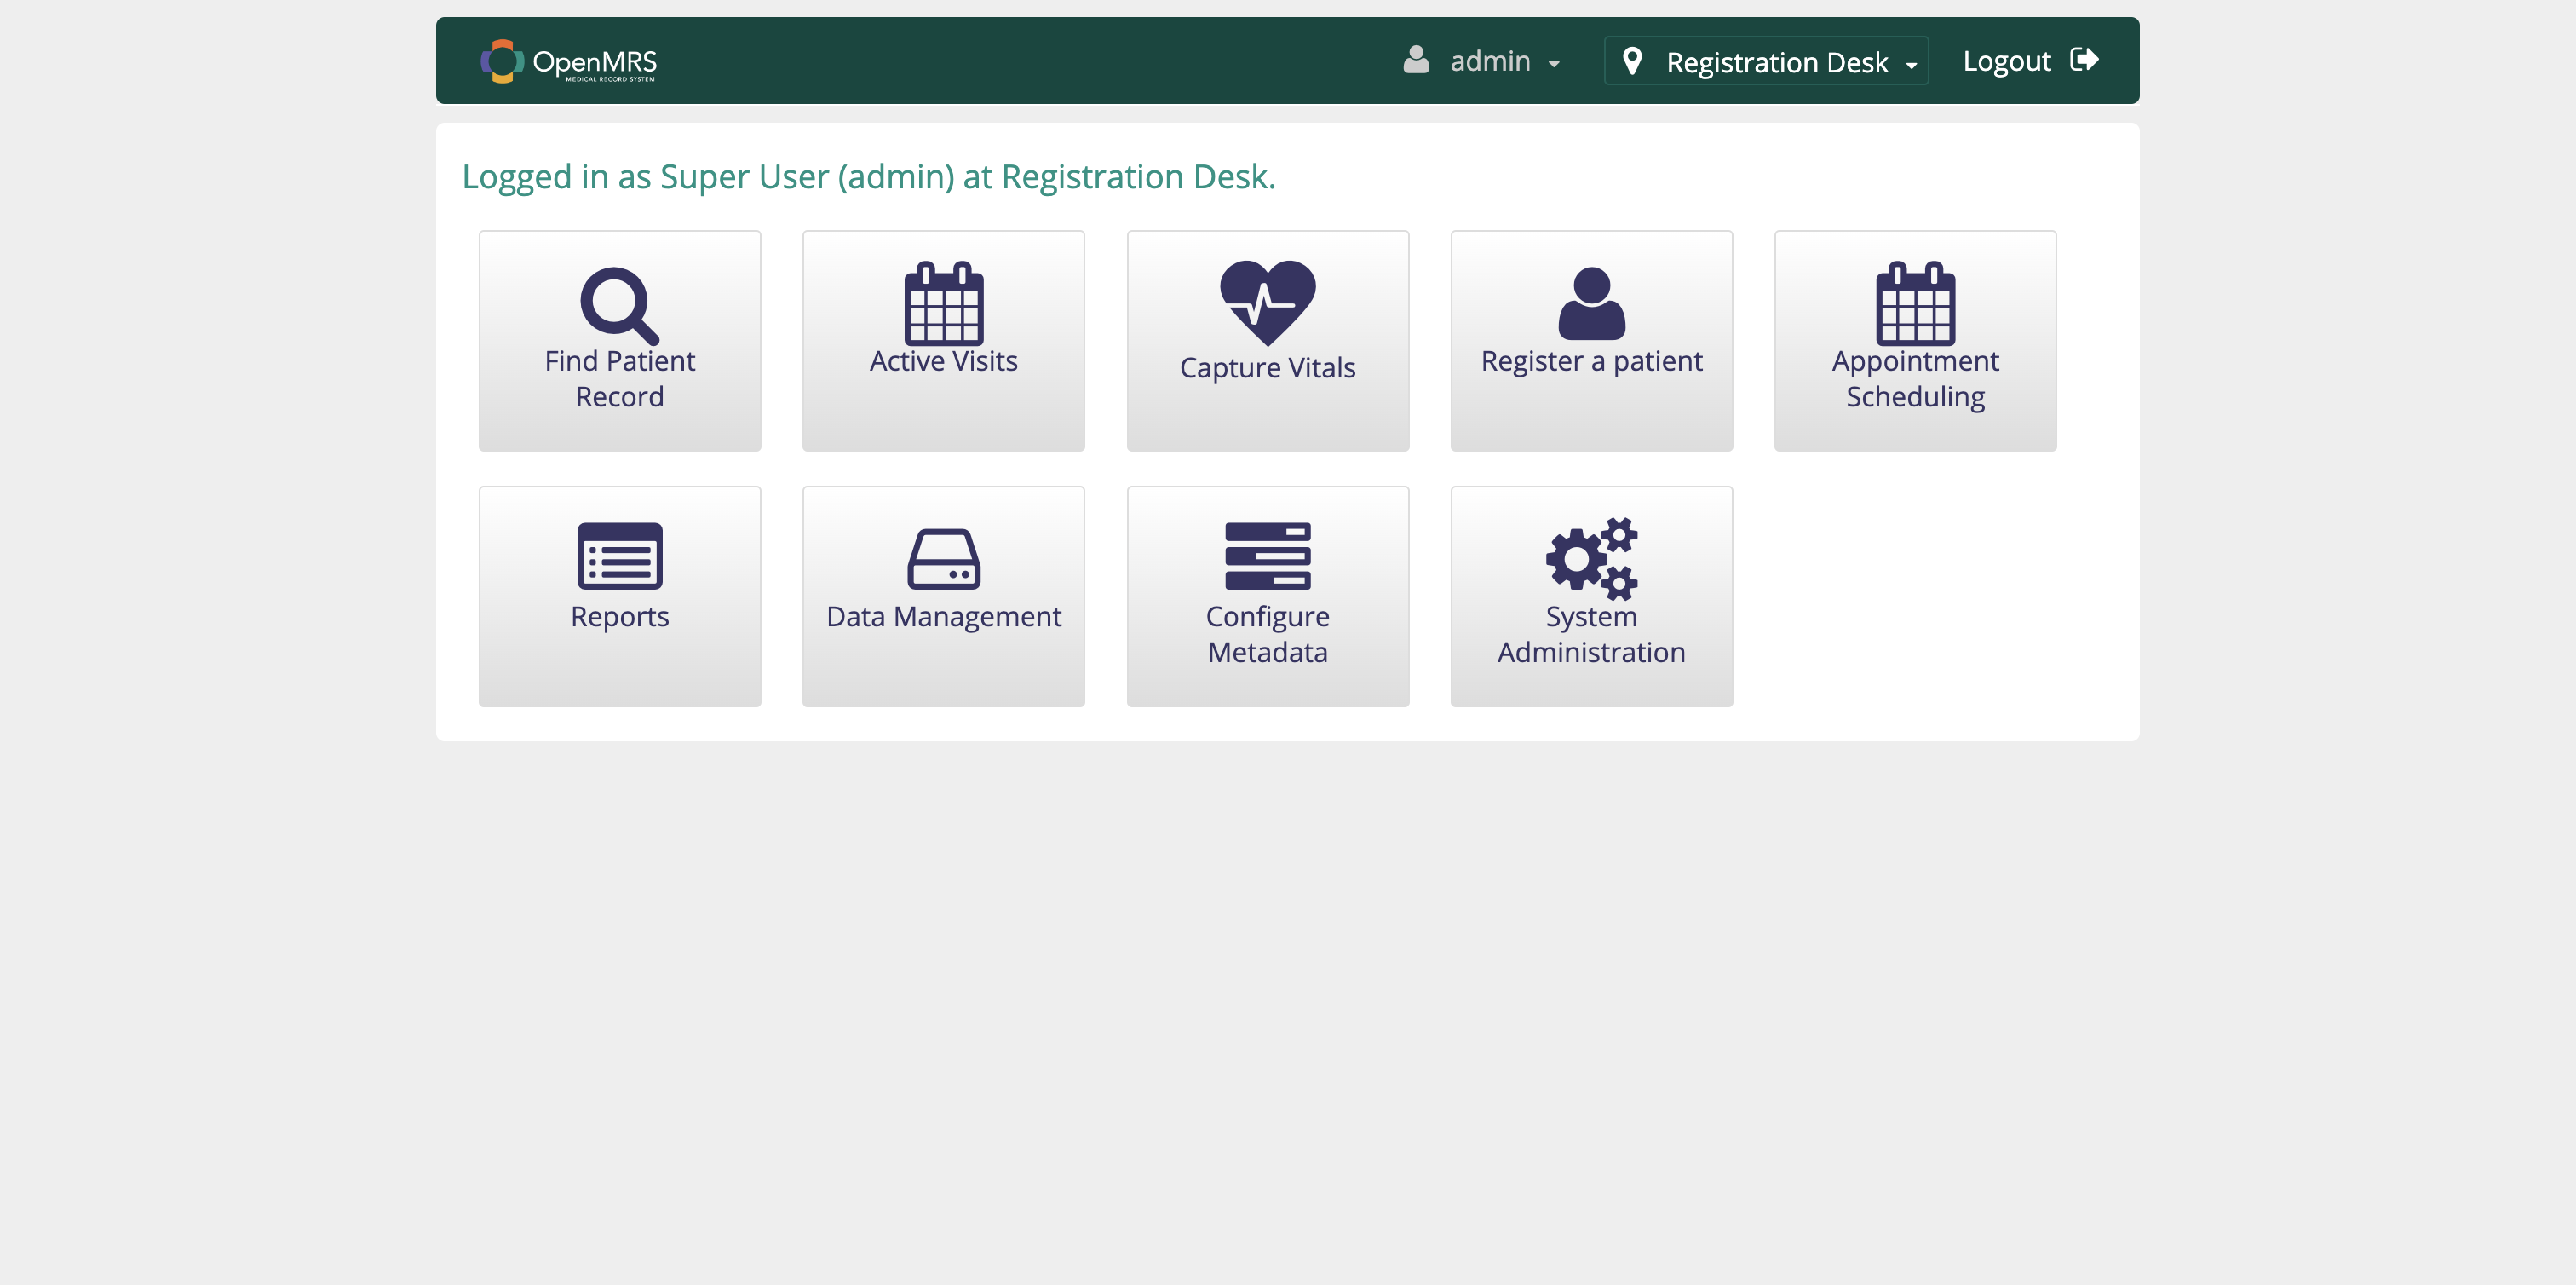 OpenMRS
MEDICAL RECORD SYSTEM
admin
Registration Desk
Logout
Logged in as Super User (admin) at Registration Desk.
Find Patient
Record
Active Visits
Capture Vitals
Register a patient
Appointment
Scheduling
Reports
Data Management
Configure
Metadata
System
Administration